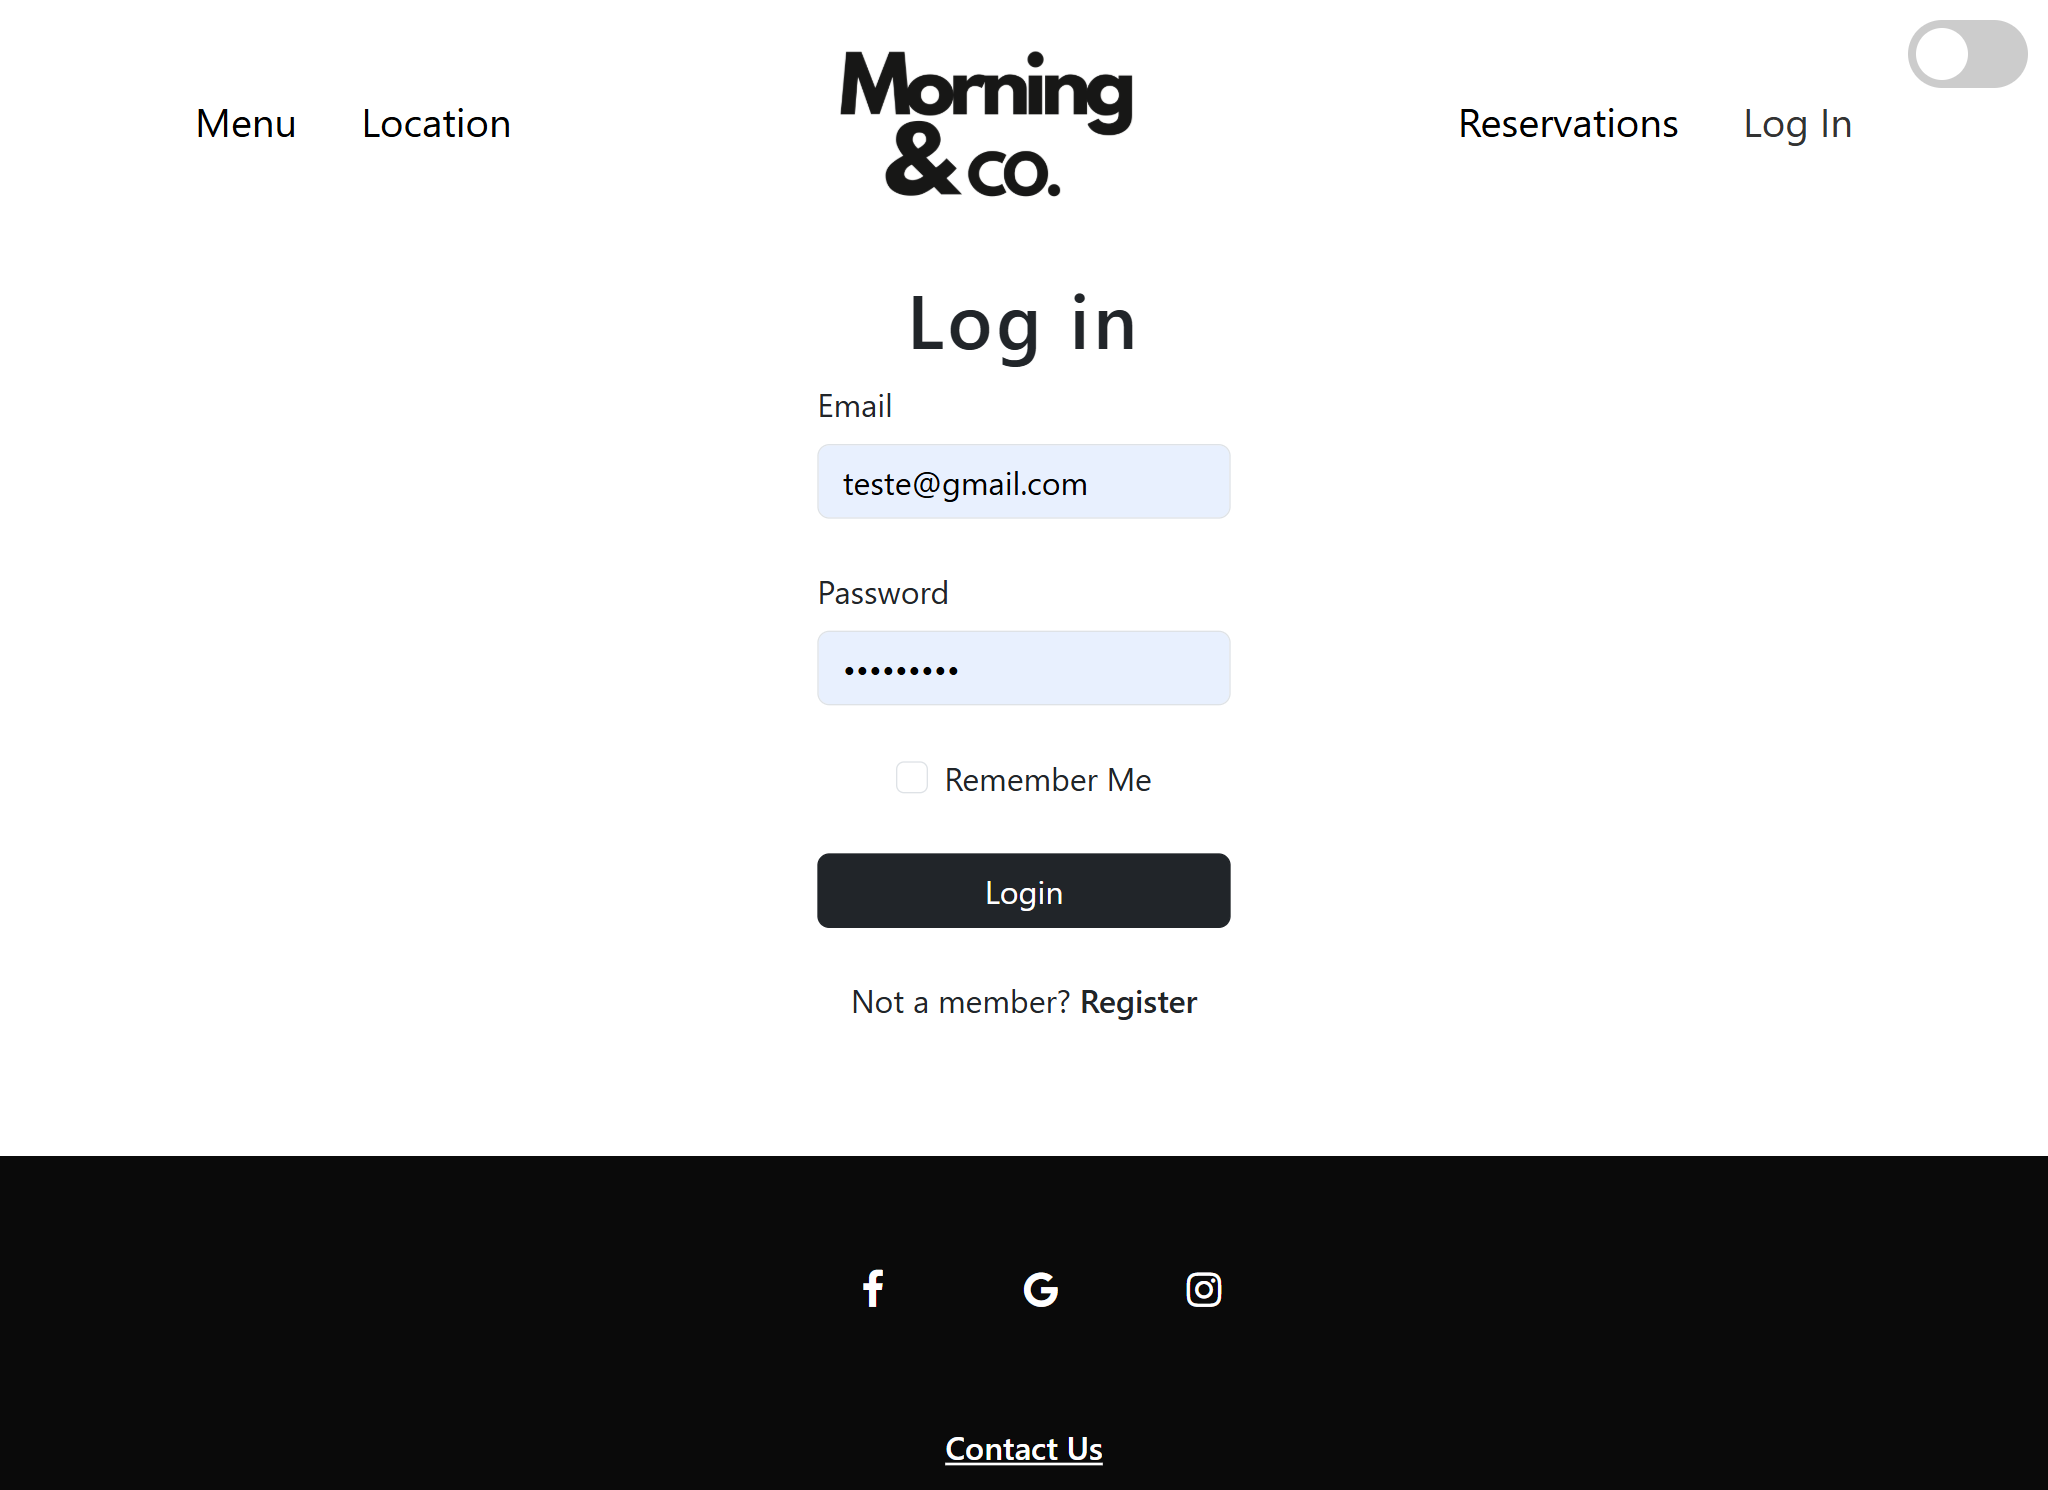 Menu Location Reservations Log In
Morning
& co.
Log in
Email
teste@gmail.com
Password
•••••••••
Remember Me
Login
Not a member? Register
Contact Us